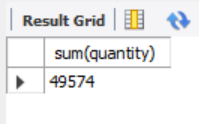 Result Grid
sum(quantity)
49574